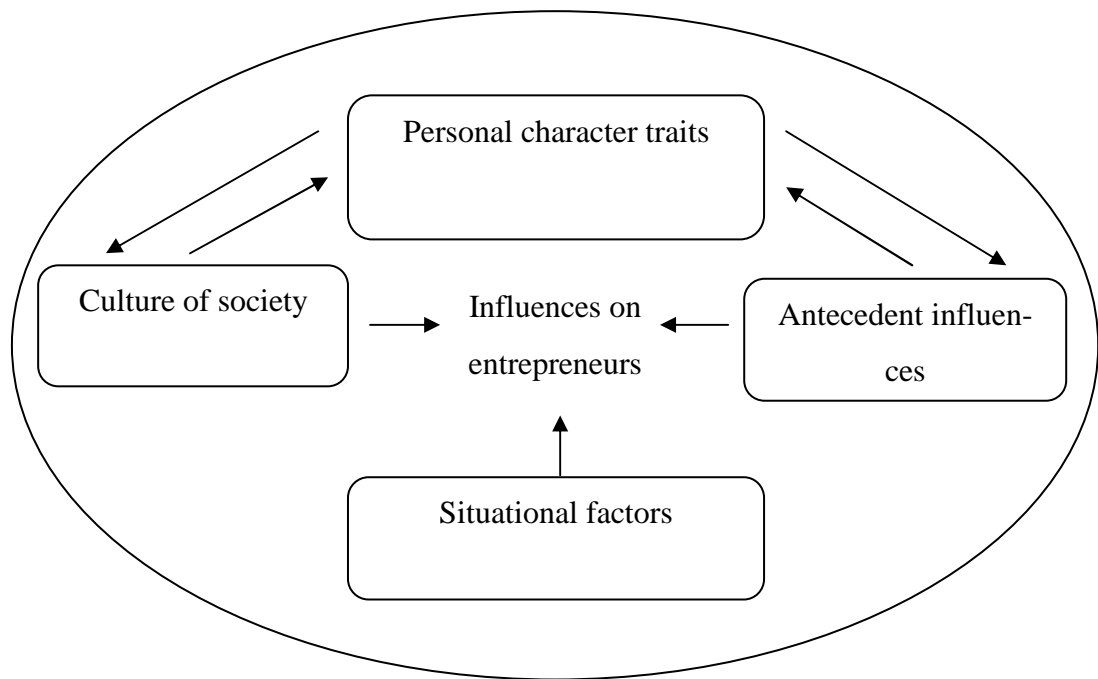 Personal character traits
Culture of society
Influences on
entrepreneurs
Antecedent influen-
ces
Situational factors